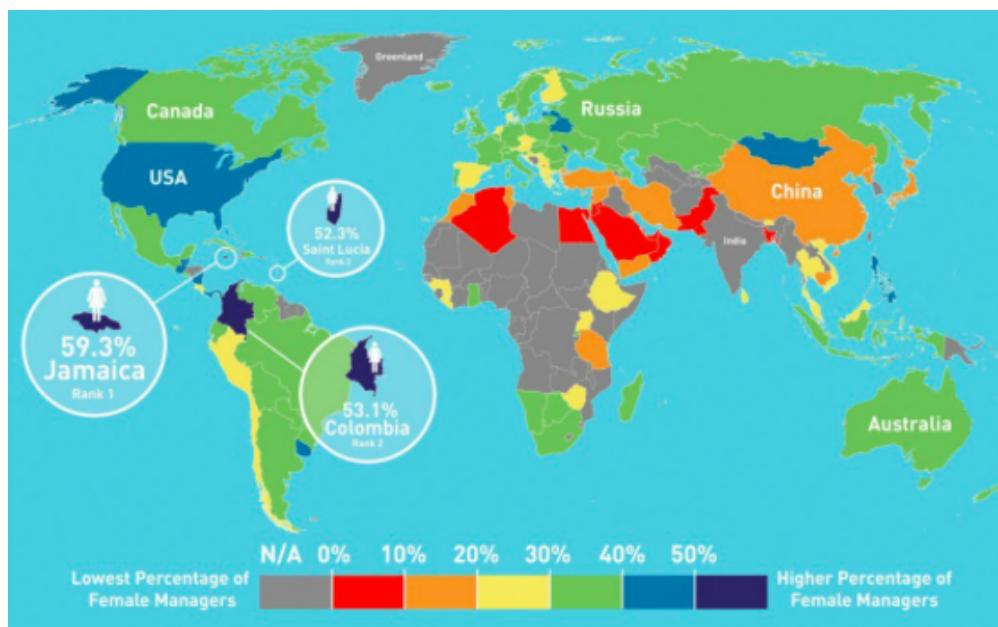 Greenland
Canada
Russia
USA
China
India
52.3%
Saint Lucia
Rank 3
59.3%
Jamaica
Rank 1
53.1%
Colombia
Rank 2
Australia
N/A 0% 10% 20% 30% 40% 50%
Lowest Percentage of
Female Managers
Higher Percentage of
Female Managers